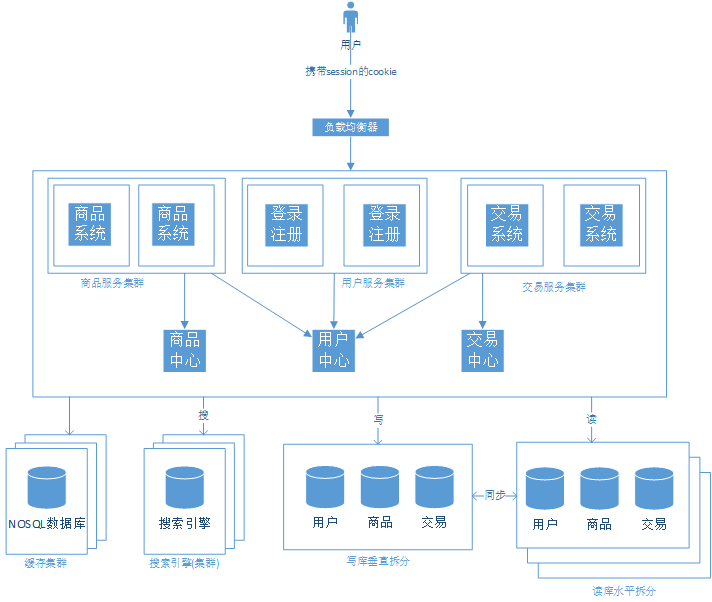 用户
携带session的cookie
负载均衡器
商品
系统
商品
系统
登录
注册
登录
注册
交易
系统
交易
系统
商品服务集群
用户服务集群
交易服务集群
商品
中心
用户
中心
交易
中心
搜
写
读
NOSQL数据库
搜索引擎
用户
商品
交易
同步
用户
商品
交易
缓存集群
搜索引擎(集群)
写库垂直拆分
读库水平拆分